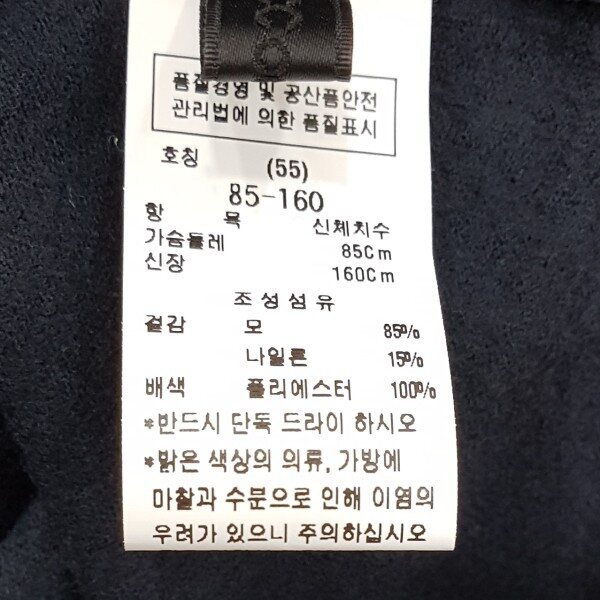 품질경영 및 공산품안전
관리법에 의한 품질표시
호칭 (55)
85-160
항 목 신체치수
가슴둘레 85Cm
신장 160Cm
조성섬유
겉감 모 85%
나일론 15%
배색 폴리에스터 100%
*반드시 단독 드라이 하시오
*밝은 색상의 의류, 가방에
마찰과 수분으로 인해 이염의
우려가 있으니 주의하십시오